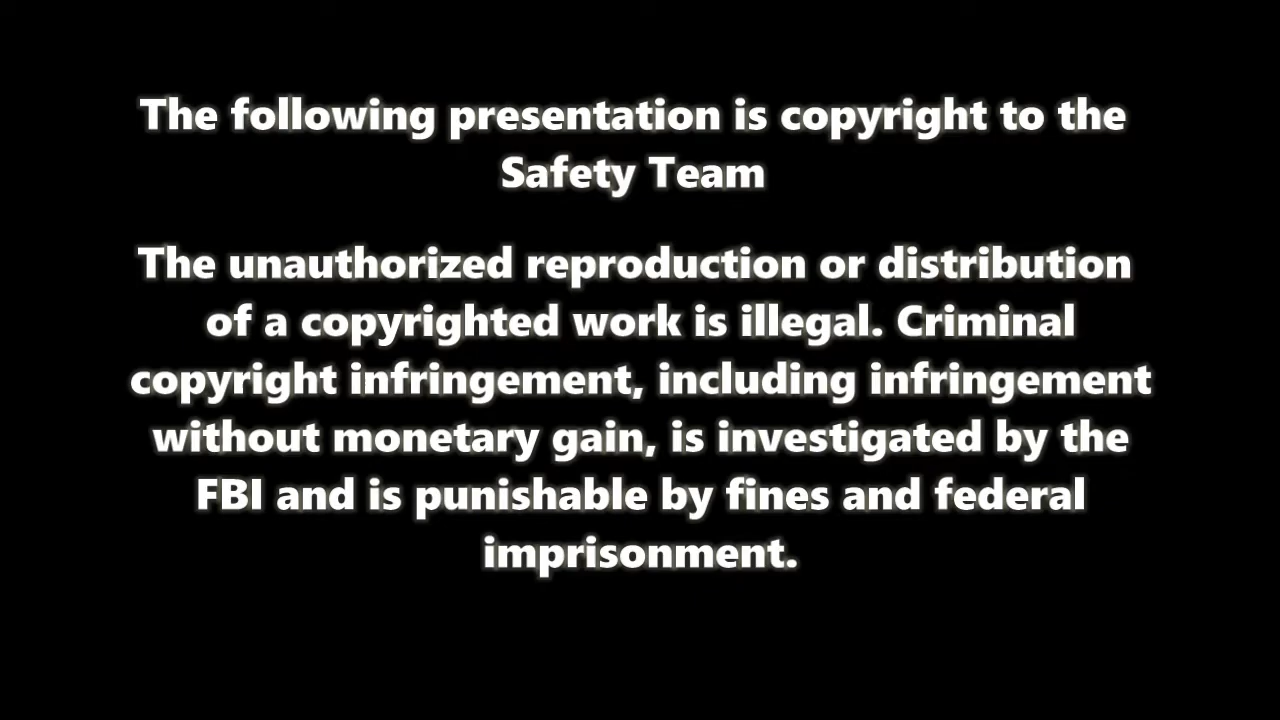 The following presentation is copyright to the
Safety Team
The unauthorized reproduction or distribution
of a copyrighted work is illegal. Criminal
copyright infringement, including infringement
without monetary gain, is investigated by the
FBI and is punishable by fines and federal
imprisonment.